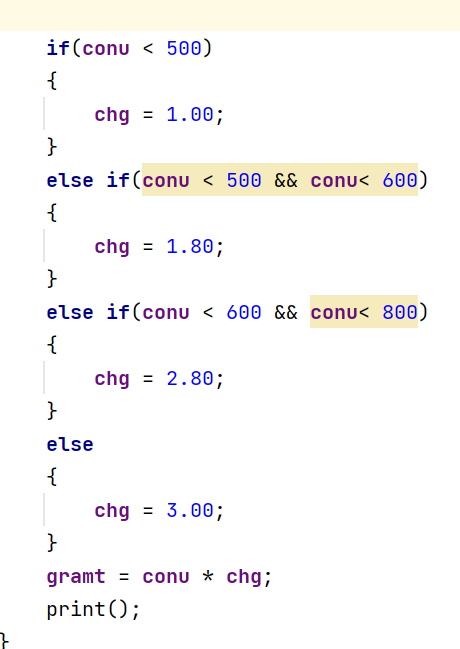 if(conu < 500)
{
chg = 1.00;
}
else if(conu < 500 && conu< 600)
{
chg = 1.80;
}
else if(conu < 600 && conu< 800)
{
chg = 2.80;
}
else
{
chg = 3.00;
}
gramt = conu * chg;
print();
}